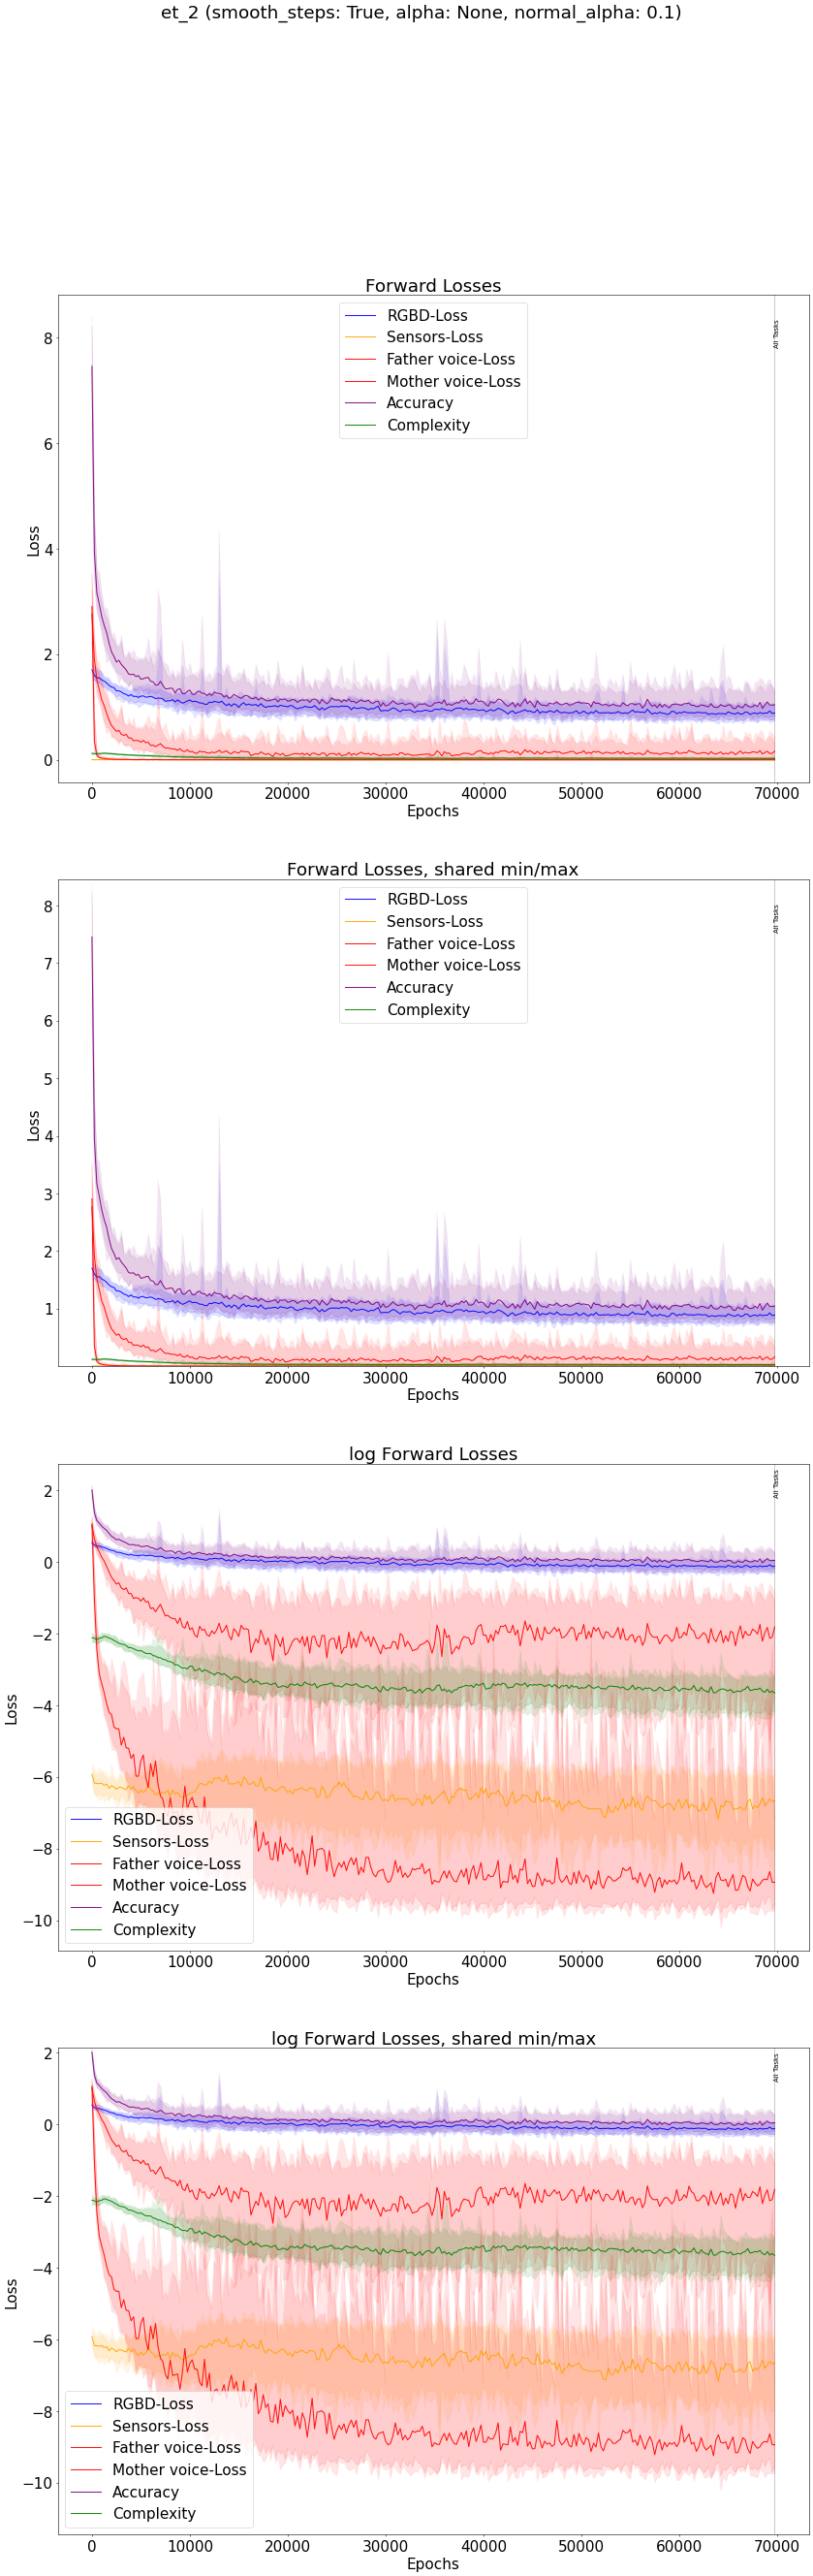 et_2 (smooth_steps: True, alpha: None, normal_alpha: 0.1)
Forward Losses
RGBD-Loss
Sensors-Loss
Father voice-Loss
Mother voice-Loss
Accuracy
Complexity
All Tasks
8
6
4
2
0
Loss
0 10000 20000 30000 40000 50000 60000 70000
Epochs
Forward Losses, shared min/max
RGBD-Loss
Sensors-Loss
Father voice-Loss
Mother voice-Loss
Accuracy
Complexity
All Tasks
8
7
6
5
4
3
2
1
Loss
0 10000 20000 30000 40000 50000 60000 70000
Epochs
log Forward Losses
All Tasks
2
0
−2
−4
−6
−8
−10
Loss
RGBD-Loss
Sensors-Loss
Father voice-Loss
Mother voice-Loss
Accuracy
Complexity
0 10000 20000 30000 40000 50000 60000 70000
Epochs
log Forward Losses, shared min/max
All Tasks
2
0
−2
−4
−6
−8
−10
Loss
RGBD-Loss
Sensors-Loss
Father voice-Loss
Mother voice-Loss
Accuracy
Complexity
0 10000 20000 30000 40000 50000 60000 70000
Epochs